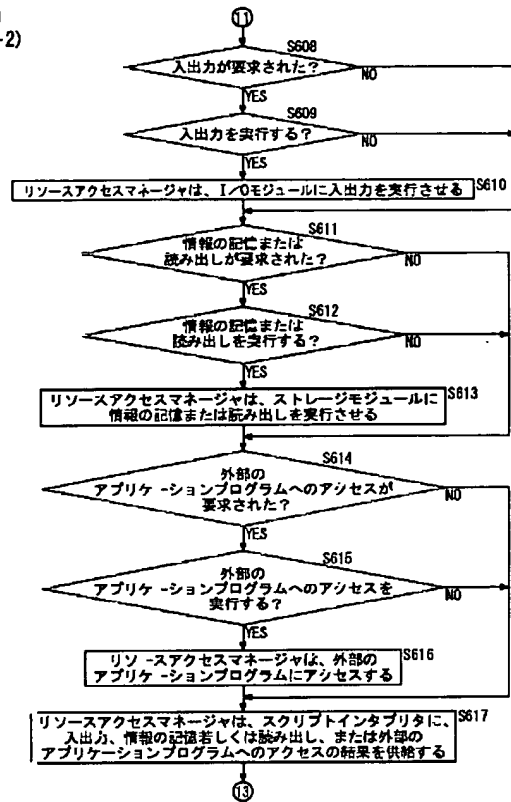 -2)
11
S608
入出力が要求された?
NO
YES
S609
入出力を実行する?
NO
YES
リソースアクセスマネージャは、I/Oモジュールに入出力を実行させる
S610
S611
情報の記憶または
読み出しが要求された?
NO
YES
S612
情報の記憶または
読み出しを実行する?
NO
YES
リソースアクセスマネージャは、ストレージモジュールに
情報の記憶または読み出しを実行させる
S613
S614
外部の
アプリケ-ションプログラムへのアクセスが
要求された?
NO
YES
S615
外部の
アプリケ-ションプログラムへのアクセスを
実行する?
NO
YES
リソ-スアクセスマネージャは、外部の
アプリケ-ションプログラムにアクセスする
S616
リソースアクセスマネージャは、スクリプトインタプリタに、
入出力、情報の記憶若しくは読み出し、または外部の
アプリケーションプログラムへのアクセスの結果を供給する
S617
13